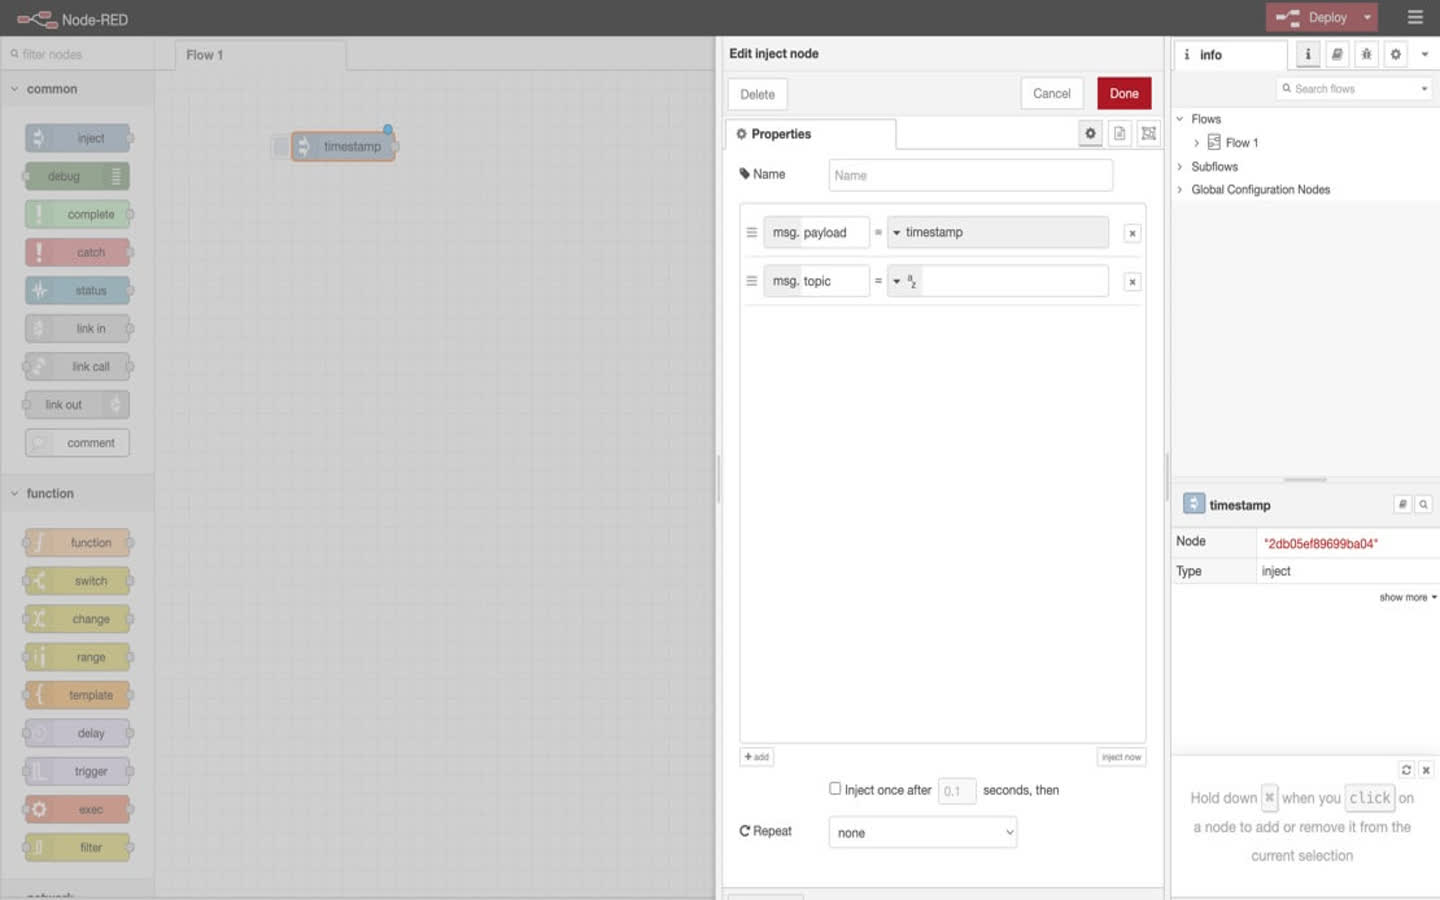 Node-RED
Deploy
filter nodes
Flow 1
common
inject
debug
complete
catch
status
link in
link call
link out
comment
function
function
switch
change
range
template
delay
trigger
exec
filter
network
timestamp
Edit inject node
Delete
Cancel
Done
Properties
Name
Name
msg. payload = timestamp
msg. topic = a z
add
inject now
Inject once after 0.1 seconds, then
Repeat
none
info
Search flows
Flows
Flow 1
Subflows
Global Configuration Nodes
timestamp
Node "2db05ef89699ba04"
Type inject
show more
Hold down ⌘ when you click on
a node to add or remove it from the
current selection